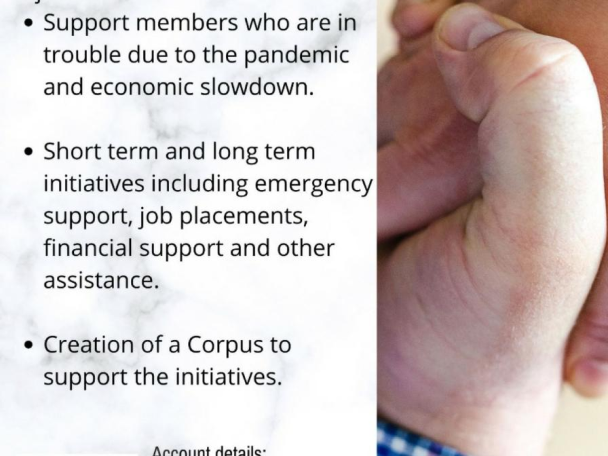 • Support members who are in
trouble due to the pandemic
and economic slowdown.
• Short term and long term
initiatives including emergency
support, job placements,
financial support and other
assistance.
• Creation of a Corpus to
support the initiatives.
Account details: